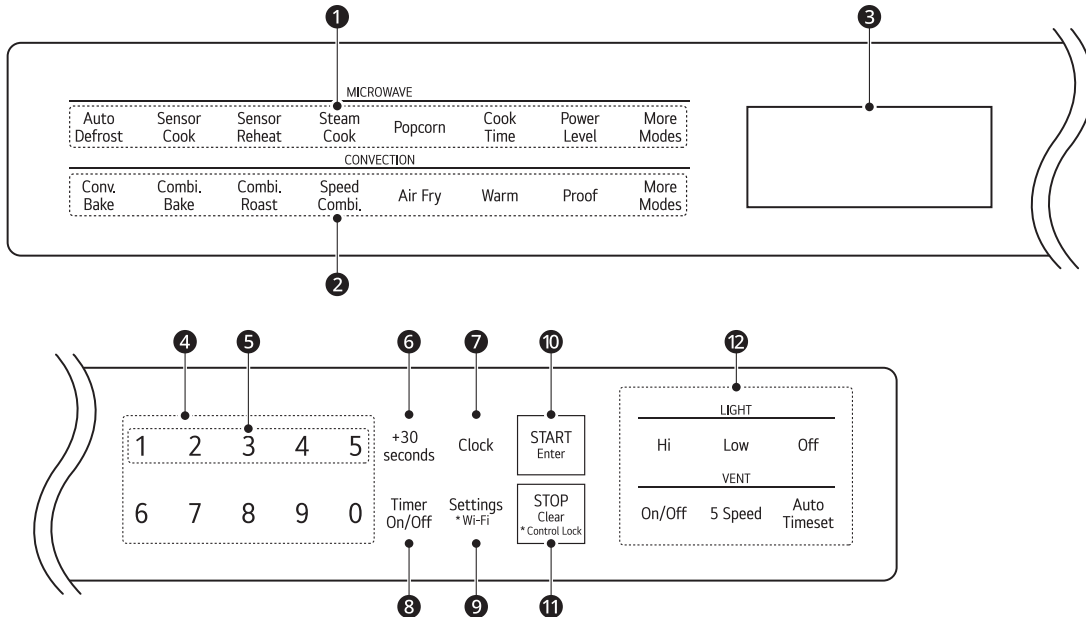 1 3
MICROWAVE
Auto Defrost Sensor Cook Sensor Reheat Steam Cook Popcorn Cook Time Power Level More Modes
CONVECTION
Conv. Bake Combi. Bake Combi. Roast Speed Combi. Air Fry Warm Proof More Modes
2
4 5 6 7 10 12
LIGHT
1 2 3 4 5 +30 seconds Clock START Enter Hi Low Off
VENT
6 7 8 9 0 Timer On/Off Settings *Wi-Fi STOP Clear *Control Lock On/Off 5 Speed Auto Timeset
8 9 11